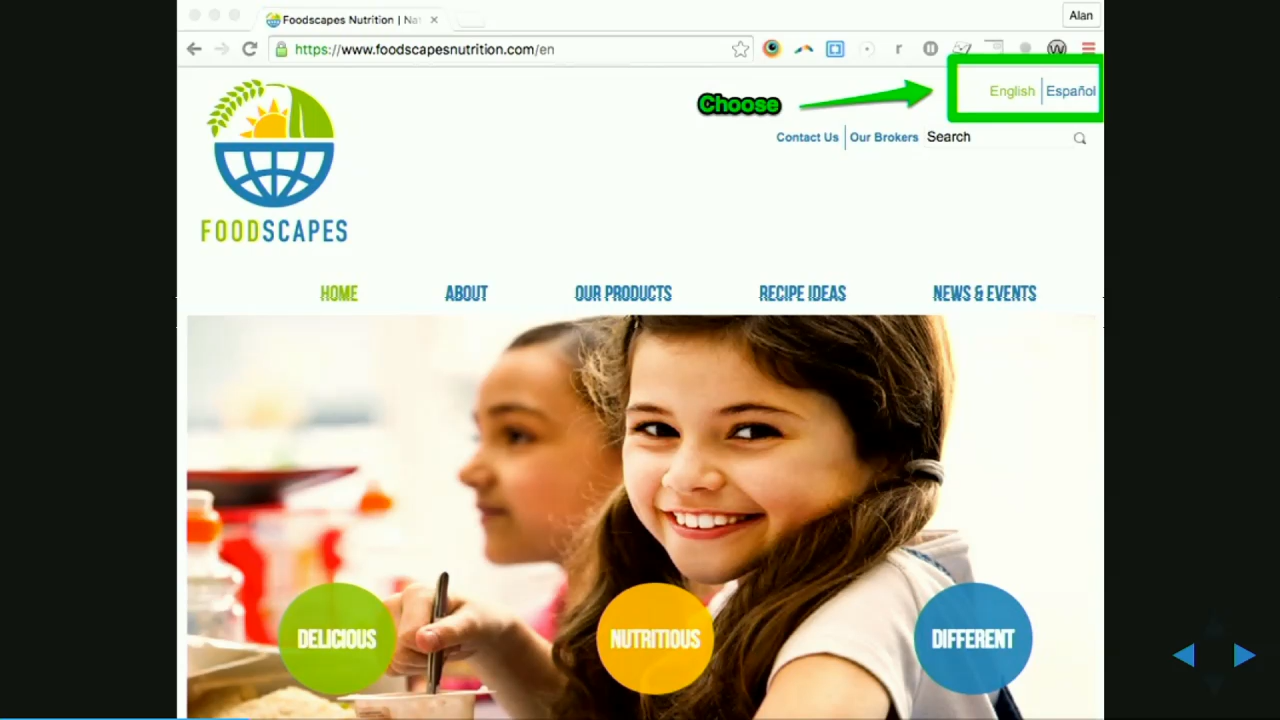 Foodscapes Nutrition | Na
Alan
https://www.foodscapesnutrition.com/en
Choose
English Español
Contact Us Our Brokers Search
FOODSCAPES
HOME ABOUT OUR PRODUCTS RECIPE IDEAS NEWS & EVENTS
DELICIOUS NUTRITIOUS DIFFERENT